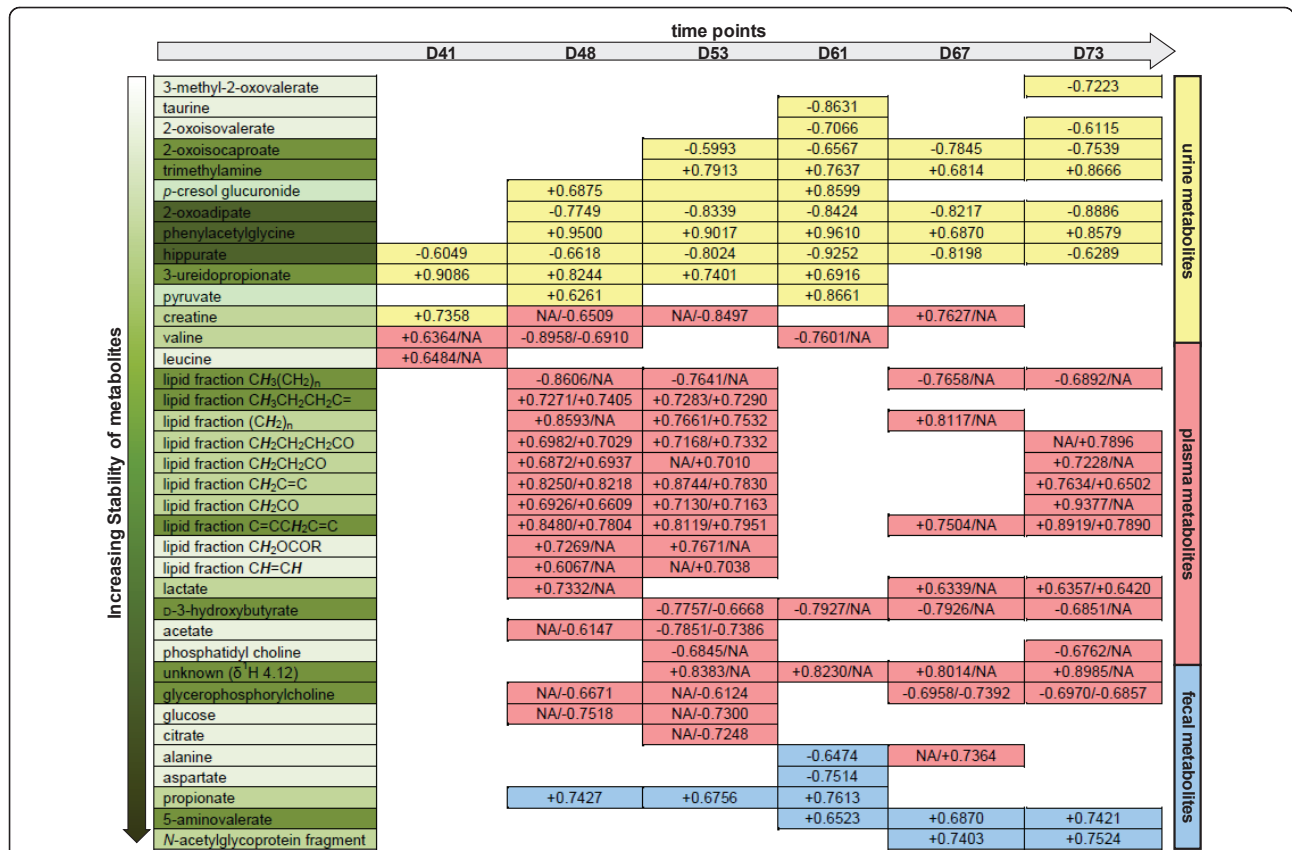 time points
D41 D48 D53 D61 D67 D73
3-methyl-2-oxovalerate -0.7223
taurine -0.8631
2-oxoisovalerate -0.7066 -0.6115
2-oxoisocaproate -0.5993 -0.6567 -0.7845 -0.7539
trimethylamine +0.7913 +0.7637 +0.6814 +0.8666
p-cresol glucuronide +0.6875 +0.8599
2-oxoadipate -0.7749 -0.8339 -0.8424 -0.8217 -0.8886
phenylacetylglycine +0.9500 +0.9017 +0.9610 +0.6870 +0.8579
hippurate -0.6049 -0.6618 -0.8024 -0.9252 -0.8198 -0.6289
3-ureidopropionate +0.9086 +0.8244 +0.7401 +0.6916
pyruvate +0.6261 +0.8661
creatine +0.7358 NA/-0.6509 NA/-0.8497 +0.7627/NA
valine +0.6364/NA -0.8958/-0.6910 -0.7601/NA
leucine +0.6484/NA
lipid fraction CH₃(CH₂)ₙ -0.8606/NA -0.7641/NA -0.7658/NA -0.6892/NA
lipid fraction CH₃CH₂CH₂C= +0.7271/+0.7405 +0.7283/+0.7290
lipid fraction (CH₂)ₙ +0.8593/NA +0.7661/+0.7532 +0.8117/NA
lipid fraction CH₂CH₂CH₂CO +0.6982/+0.7029 +0.7168/+0.7332 NA/+0.7896
lipid fraction CH₂CH₂CO +0.6872/+0.6937 NA/+0.7010 +0.7228/NA
lipid fraction CH₂C=C +0.8250/+0.8218 +0.8744/+0.7830 +0.7634/+0.6502
lipid fraction CH₂CO +0.6926/+0.6609 +0.7130/+0.7163 +0.9377/NA
lipid fraction C=CCH₂C=C +0.8480/+0.7804 +0.8119/+0.7951 +0.7504/NA +0.8919/+0.7890
lipid fraction CH₂OCOR +0.7269/NA +0.7671/NA
lipid fraction CH=CH +0.6067/NA NA/+0.7038
lactate +0.7332/NA +0.6339/NA +0.6357/+0.6420
D-3-hydroxybutyrate -0.7757/-0.6668 -0.7927/NA -0.7926/NA -0.6851/NA
acetate NA/-0.6147 -0.7851/-0.7386
phosphatidyl choline -0.6845/NA -0.6762/NA
unknown (δ¹H 4.12) +0.8383/NA +0.8230/NA +0.8014/NA +0.8985/NA
glycerophosphorylcholine NA/-0.6671 NA/-0.6124 -0.6958/-0.7392 -0.6970/-0.6857
glucose NA/-0.7518 NA/-0.7300
citrate NA/-0.7248
alanine -0.6474 NA/+0.7364
aspartate -0.7514
propionate +0.7427 +0.6756 +0.7613
5-aminovalerate +0.6523 +0.6870 +0.7421
N-acetylglycoprotein fragment +0.7403 +0.7524
Increasing Stability of metabolites
urine metabolites
plasma metabolites
fecal metabolites